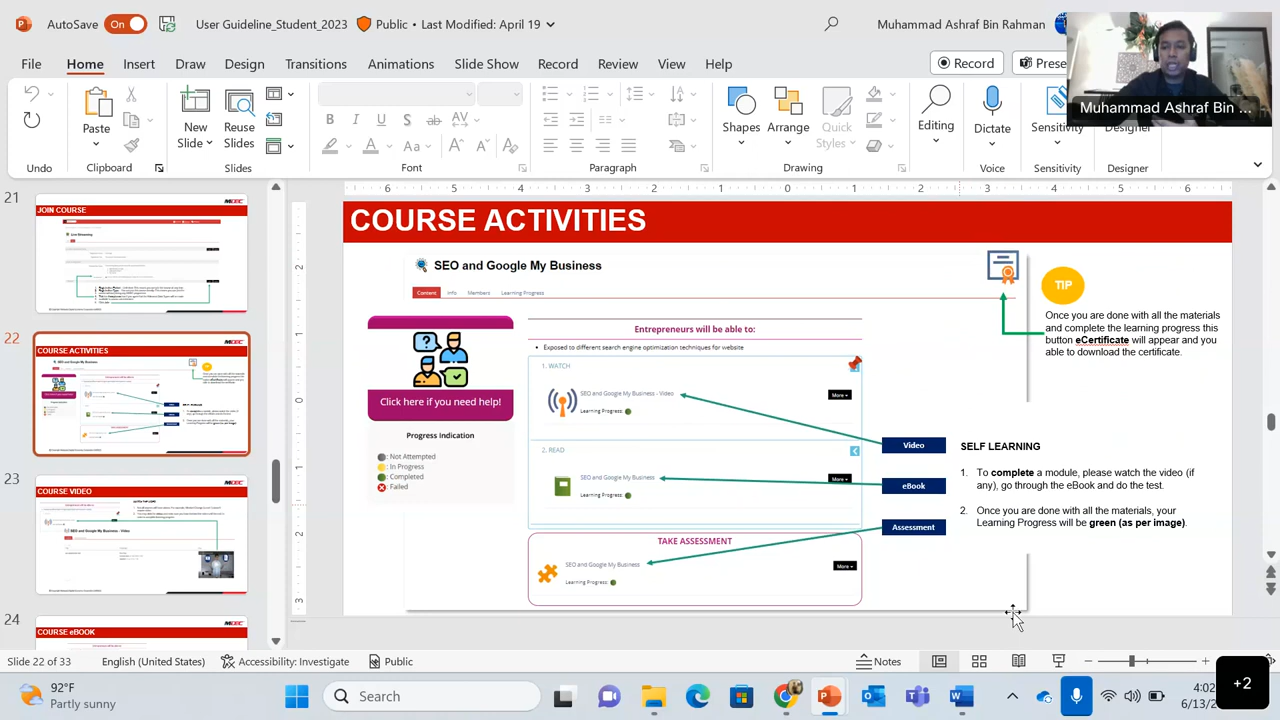 AutoSave On User Guideline_Student_2023 Public • Last Modified: April 19 Muhammad Ashraf Bin Rahman
File Home Insert Draw Design Transitions Animations Slide Show Record Review View Help Record
Muhammad Ashraf Bin ...
Paste New Slide Reuse Slides Shapes Arrange Quick Styles Editing Dictate Sensitivity Designer
Undo Clipboard Slides Font Paragraph Drawing Voice Sensitivity Designer
21
JOIN COURSE
COURSE ACTIVITIES
23
COURSE VIDEO
24
COURSE eBOOK
COURSE ACTIVITIES
SEO and Google My Business
Content Info Members Learning Progress
Click here if you need help!
Progress Indication
: Not Attempted
: In Progress
: Completed
: Failed
Entrepreneurs will be able to:
• Exposed to different search engine optimization techniques for website
1. WATCH
SEO and Google My Business - Video
More
Learning Progress:
2. READ
SEO and Google My Business
More
Learning Progress:
TAKE ASSESSMENT
SEO and Google My Business
More
Learning Progress:
TIP
Once you are done with all the materials
and complete the learning progress this
button eCertificate will appear and you
able to download the certificate.
Video
eBook
Assessment
SELF LEARNING
1. To complete a module, please watch the video (if
any), go through the eBook and do the test.
2. Once you are done with all the materials, your
Learning Progress will be green (as per image).
Slide 22 of 33 English (United States) Accessibility: Investigate Public Notes
92°F
Partly sunny
Search
4:02
6/13/2
+2